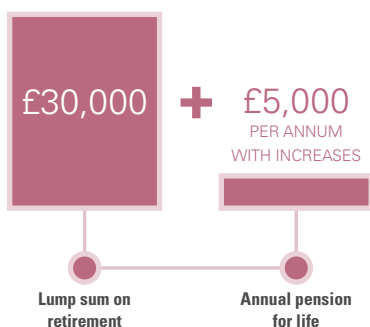 £30,000
£5,000
PER ANNUM
WITH INCREASES
Lump sum on
retirement
Annual pension
for life